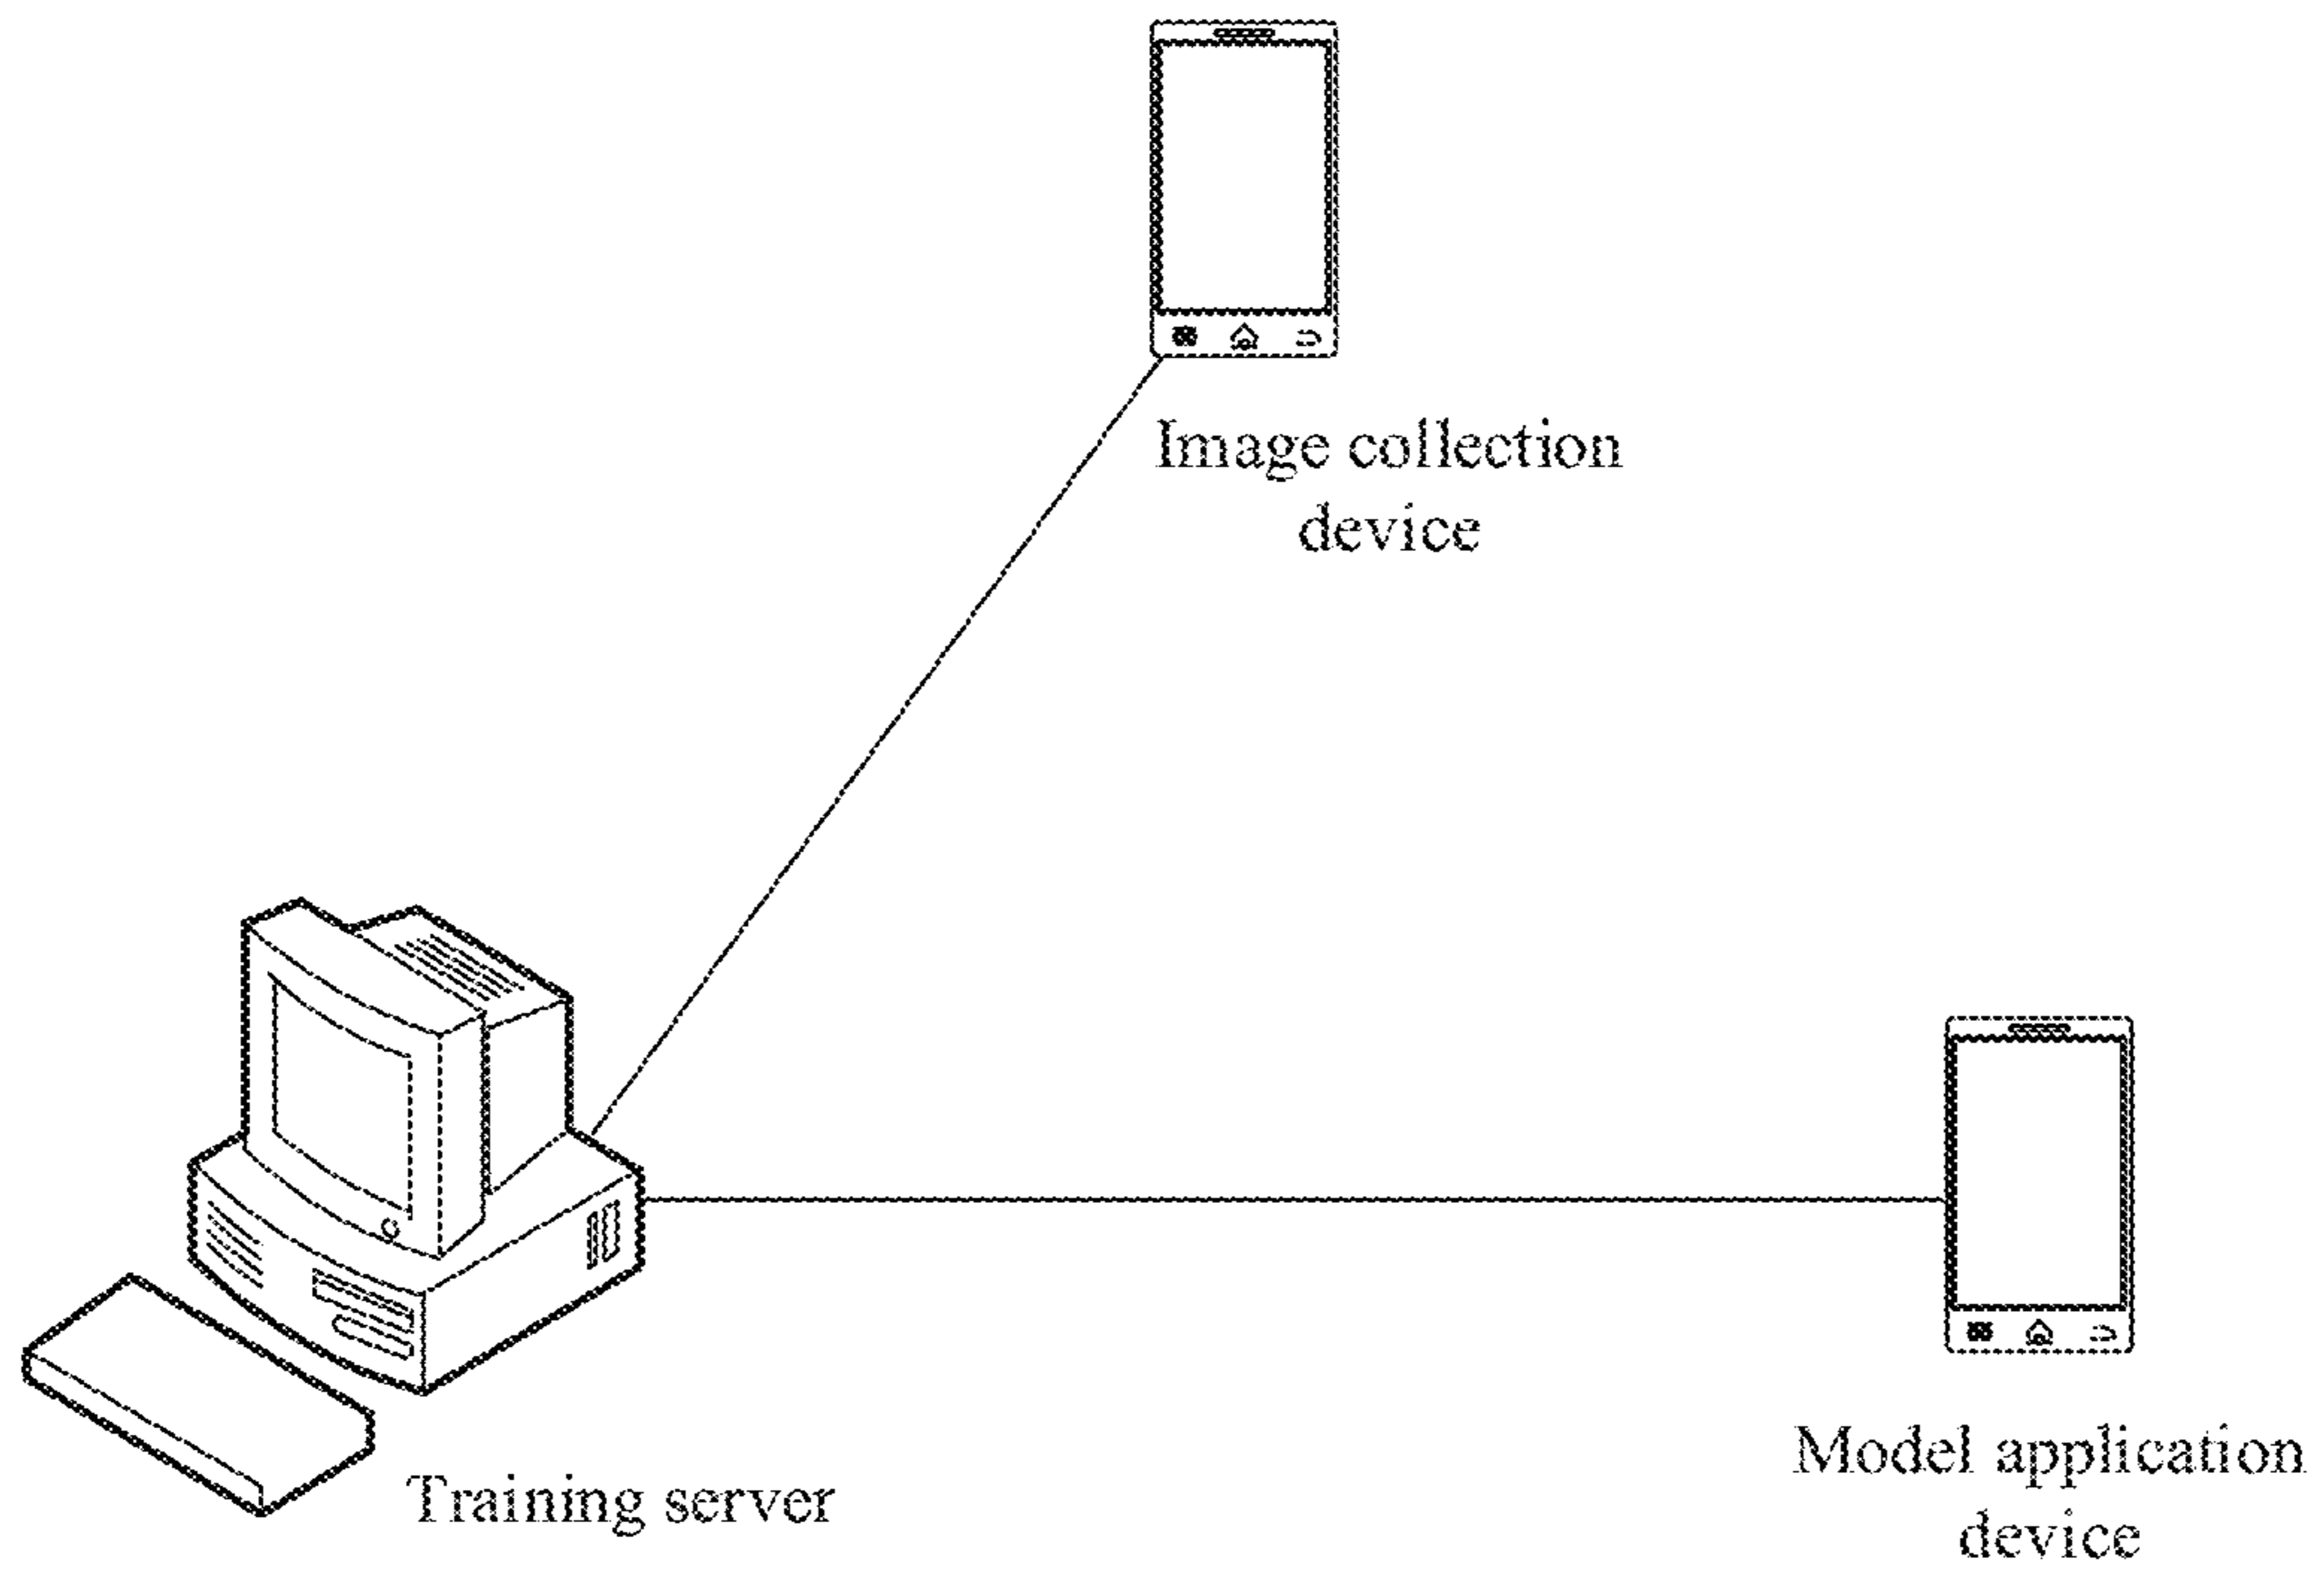 Image collection
device
Training server
Model application
device